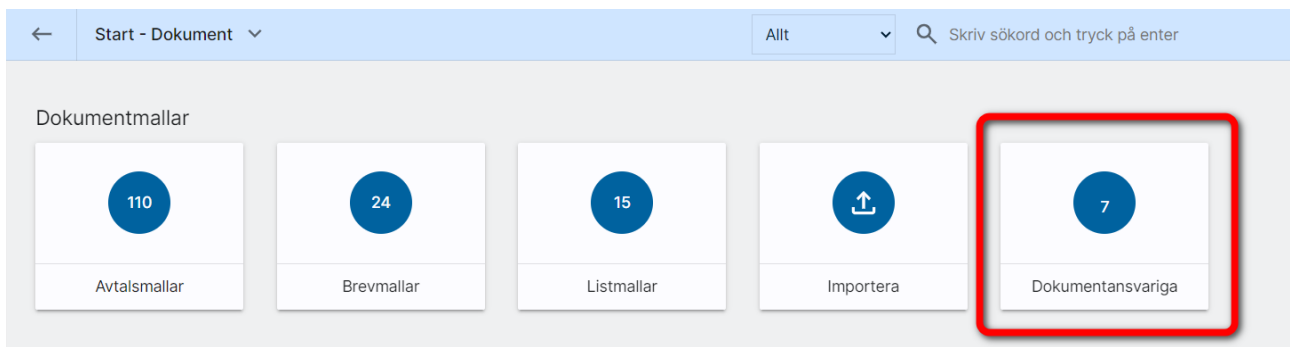 Start - Dokument
Allt
Skriv sökord och tryck på enter
Dokumentmallar
110
24
15
7
Avtalsmallar
Brevmallar
Listmallar
Importera
Dokumentansvariga